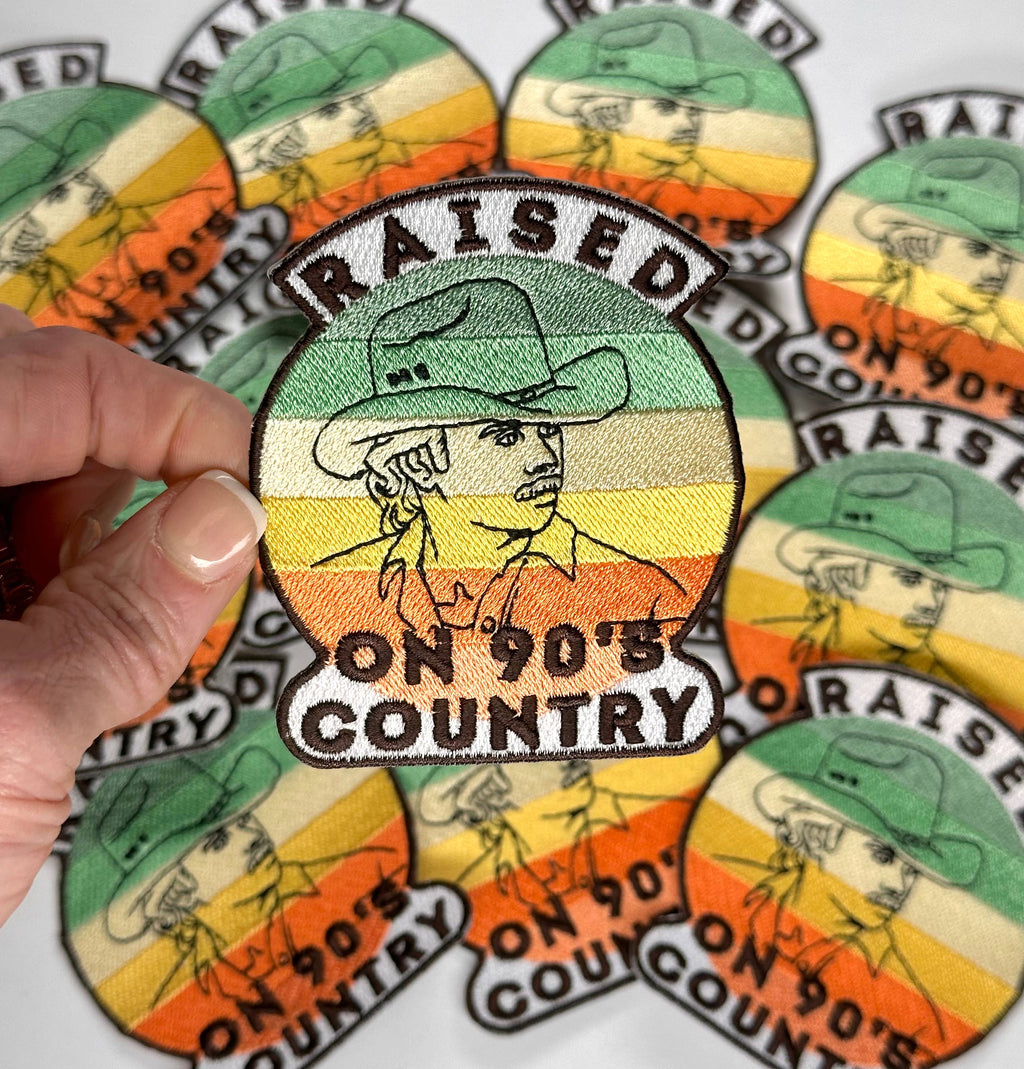 RAISED
ON 90'S
COUNTRY